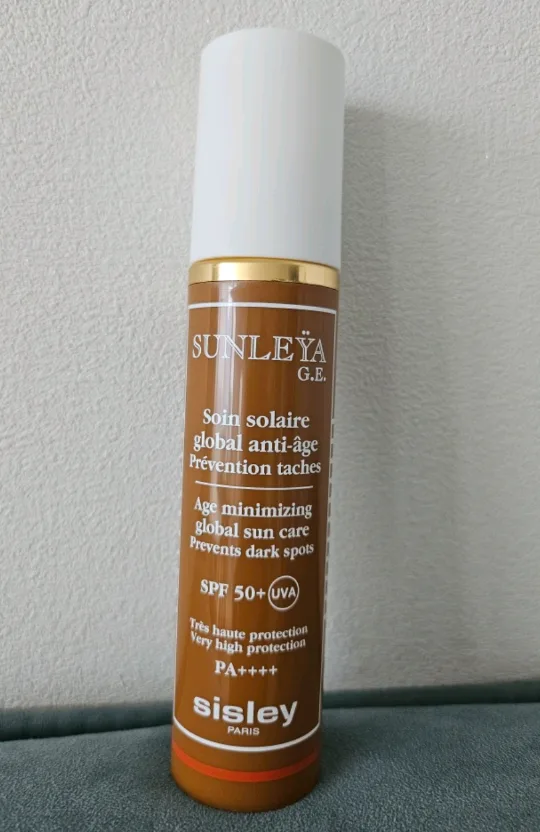 SUNLEŸA
G.E.
Soin solaire
global anti-âge
Prévention taches
Age minimizing
global sun care
Prevents dark spots
SPF 50+ UVA
Très haute protection
Very high protection
PA++++
sisley
PARIS